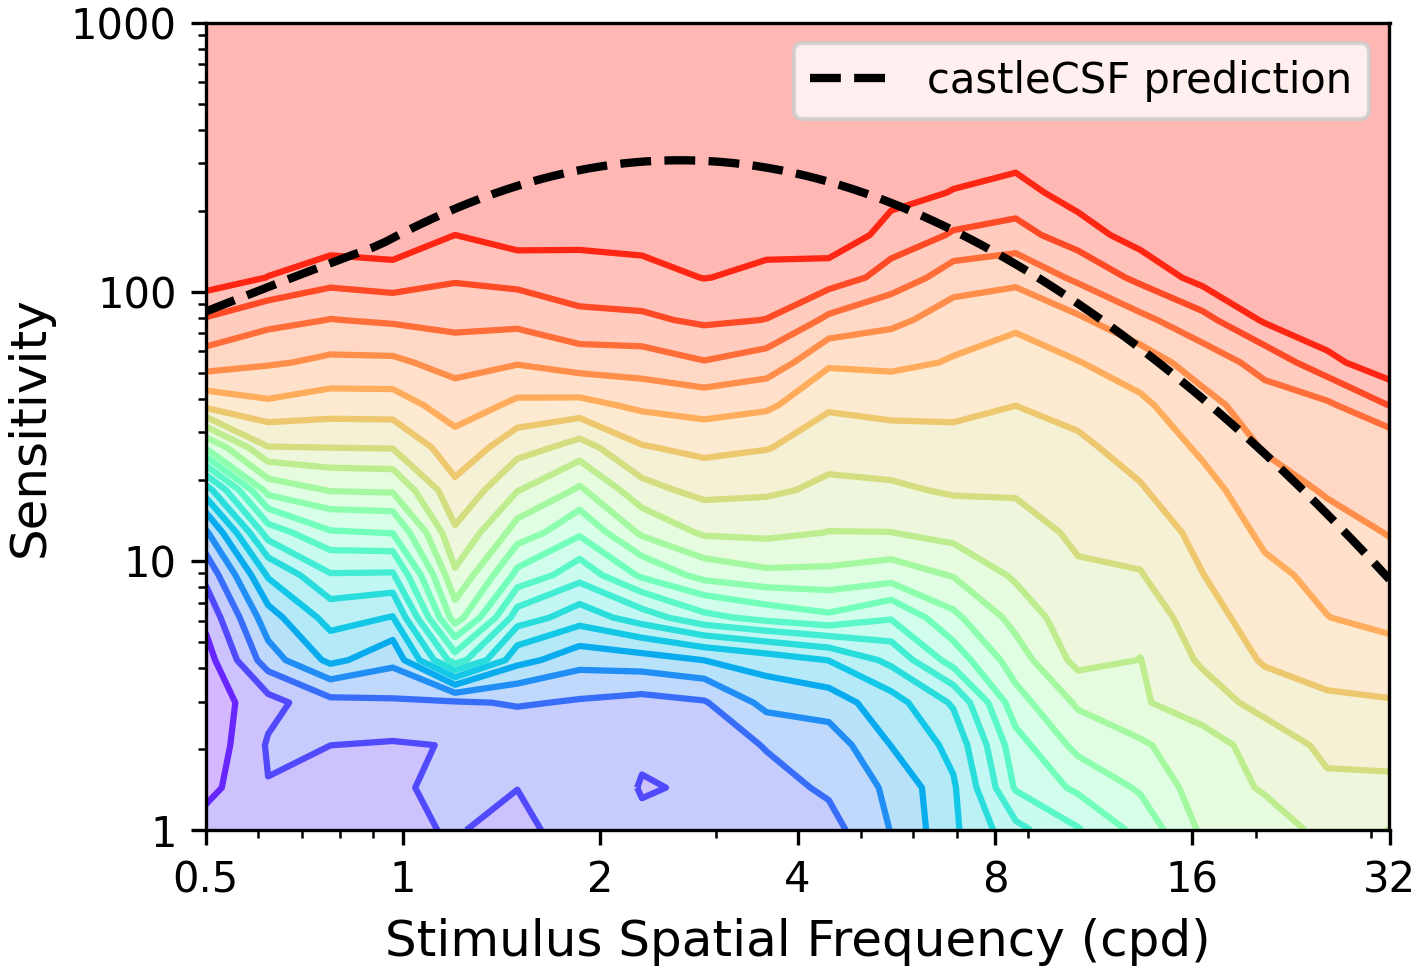 1000
100
10
1
Sensitivity
castleCSF prediction
0.5 1 2 4 8 16 32
Stimulus Spatial Frequency (cpd)